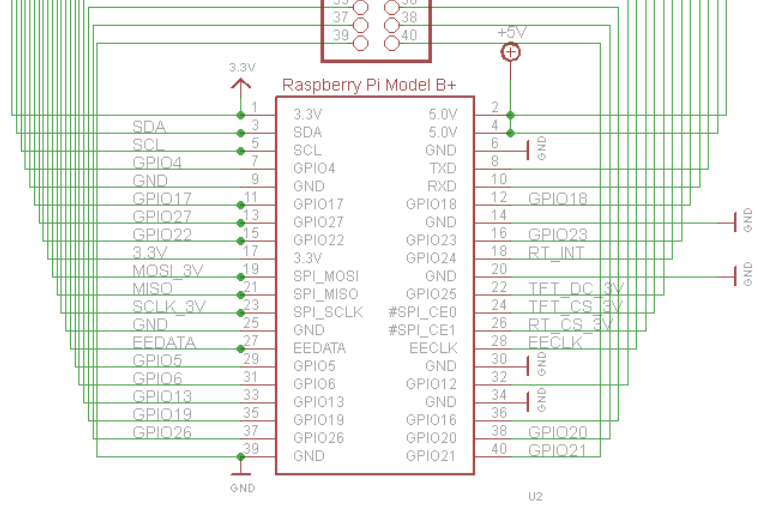 35 36
37 38
39 40
+5V
3.3V
Raspberry Pi Model B+
1 3.3V 5.0V 2
SDA 3 SDA 5.0V 4
SCL 5 SCL GND 6 GND
GPIO4 7 GPIO4 TXD 8
GND 9 GND RXD 10
GPIO17 11 GPIO17 GPIO18 12 GPIO18
GPIO27 13 GPIO27 GND 14 GND
GPIO22 15 GPIO22 GPIO23 16 GPIO23
3.3V 17 3.3V GPIO24 18 RT_INT
MOSI_3V 19 SPI_MOSI GND 20 GND
MISO 21 SPI_MISO GPIO25 22 TFT_DC_3V
SCLK_3V 23 SPI_SCLK #SPI_CE0 24 TFT_CS_3V
GND 25 GND #SPI_CE1 26 RT_CS_3V
EEDATA 27 EEDATA EECLK 28 EECLK
GPIO5 29 GPIO5 GND 30 GND
GPIO6 31 GPIO6 GPIO12 32
GPIO13 33 GPIO13 GND 34 GND
GPIO19 35 GPIO19 GPIO16 36
GPIO26 37 GPIO26 GPIO20 38 GPIO20
39 GND GPIO21 40 GPIO21
GND
U2